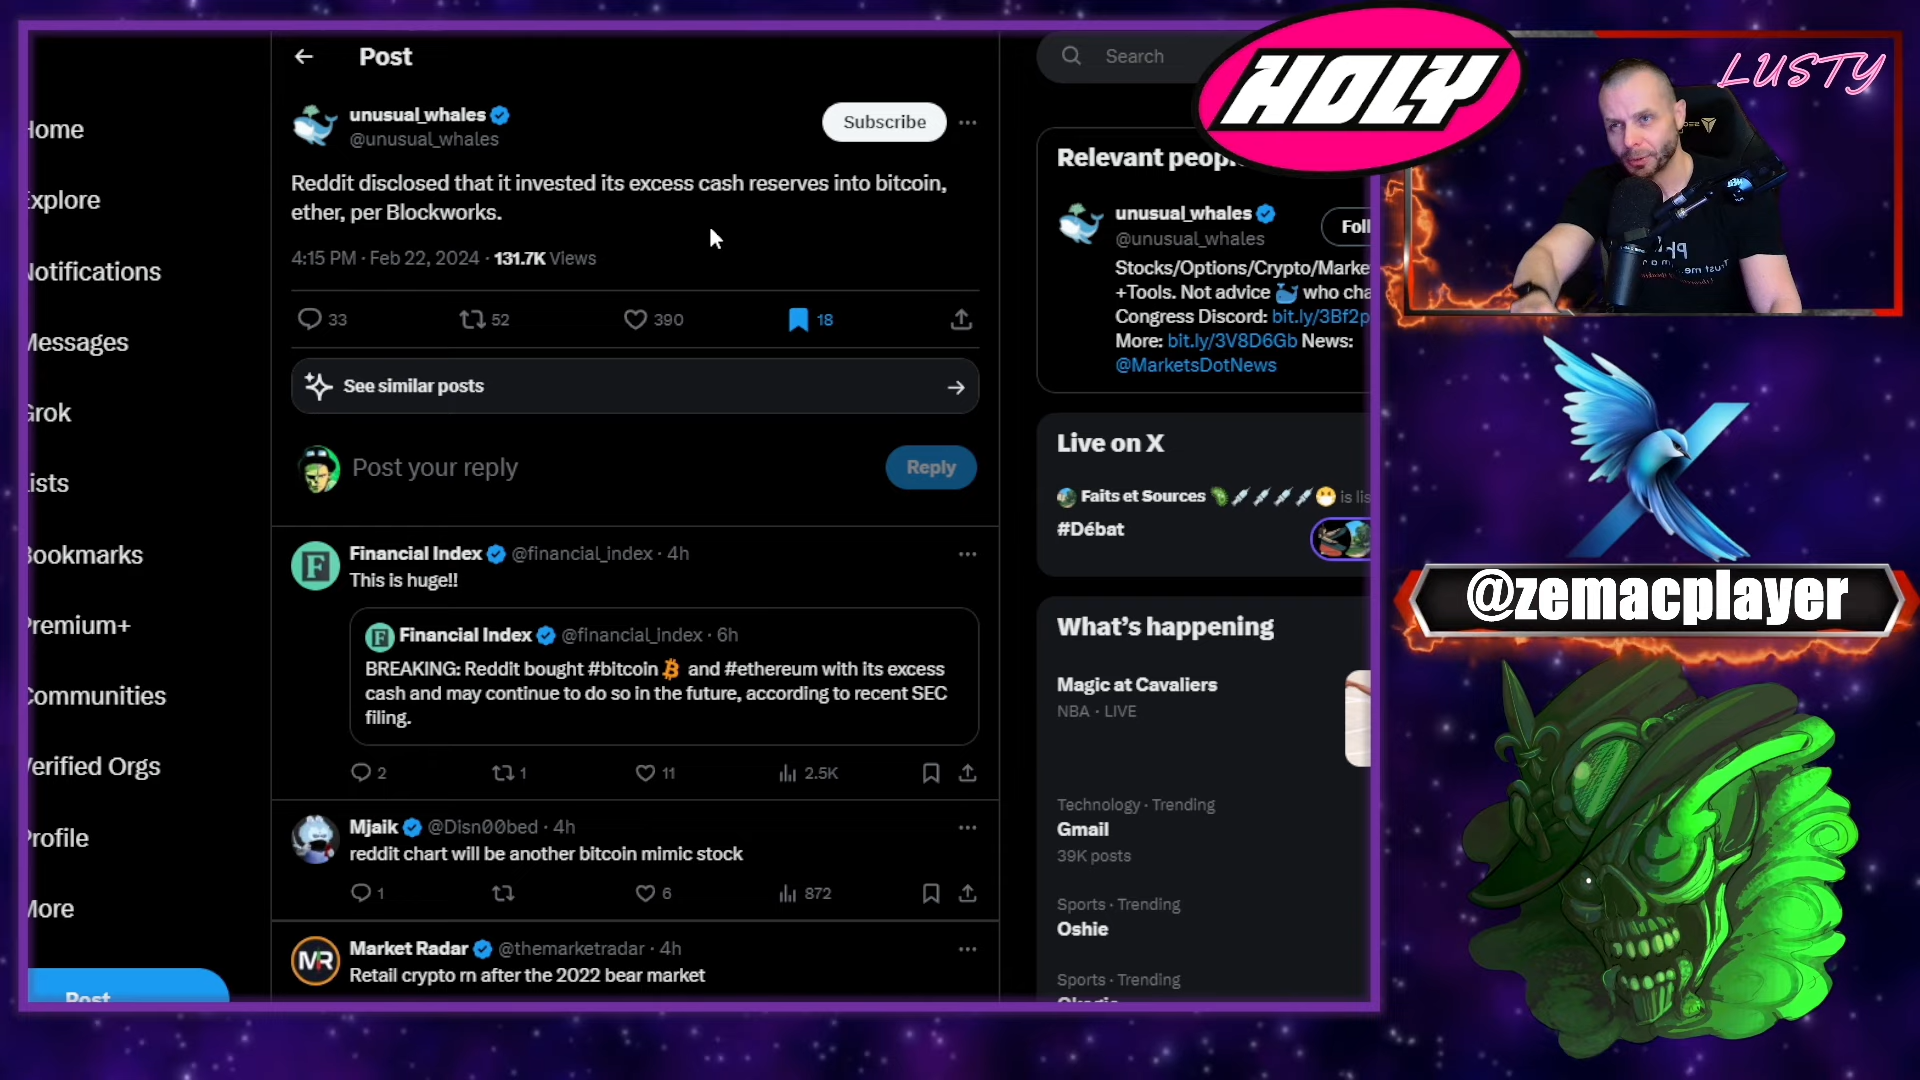 Home
Explore
Notifications
Messages
Grok
Lists
Bookmarks
Premium+
Communities
Verified Orgs
Profile
More
Post
Post
unusual_whales
@unusual_whales
Subscribe
Reddit disclosed that it invested its excess cash reserves into bitcoin,
ether, per Blockworks.
4:15 PM · Feb 22, 2024 · 131.7K Views
33 52 390 18
See similar posts
Post your reply
Reply
Financial Index @financial_index · 4h
This is huge!!
Financial Index @financial_index · 6h
BREAKING: Reddit bought #bitcoin and #ethereum with its excess
cash and may continue to do so in the future, according to recent SEC
filing.
2 1 11 2.5K
Mjaik @Disn00bed · 4h
reddit chart will be another bitcoin mimic stock
1 6 872
MR
Market Radar @themarketradar · 4h
Retail crypto rn after the 2022 bear market
Search
Relevant peop
unusual_whales
@unusual_whales
Foll
Stocks/Options/Crypto/Marke
+Tools. Not advice who cha
Congress Discord: bit.ly/3Bf2p
More: bit.ly/3V8D6Gb News:
@MarketsDotNews
Live on X
Faits et Sources is lis
#Débat
What's happening
Magic at Cavaliers
NBA · LIVE
Technology · Trending
Gmail
39K posts
Sports · Trending
Oshie
Sports · Trending
HOLY
LUSTY
@zemacplayer